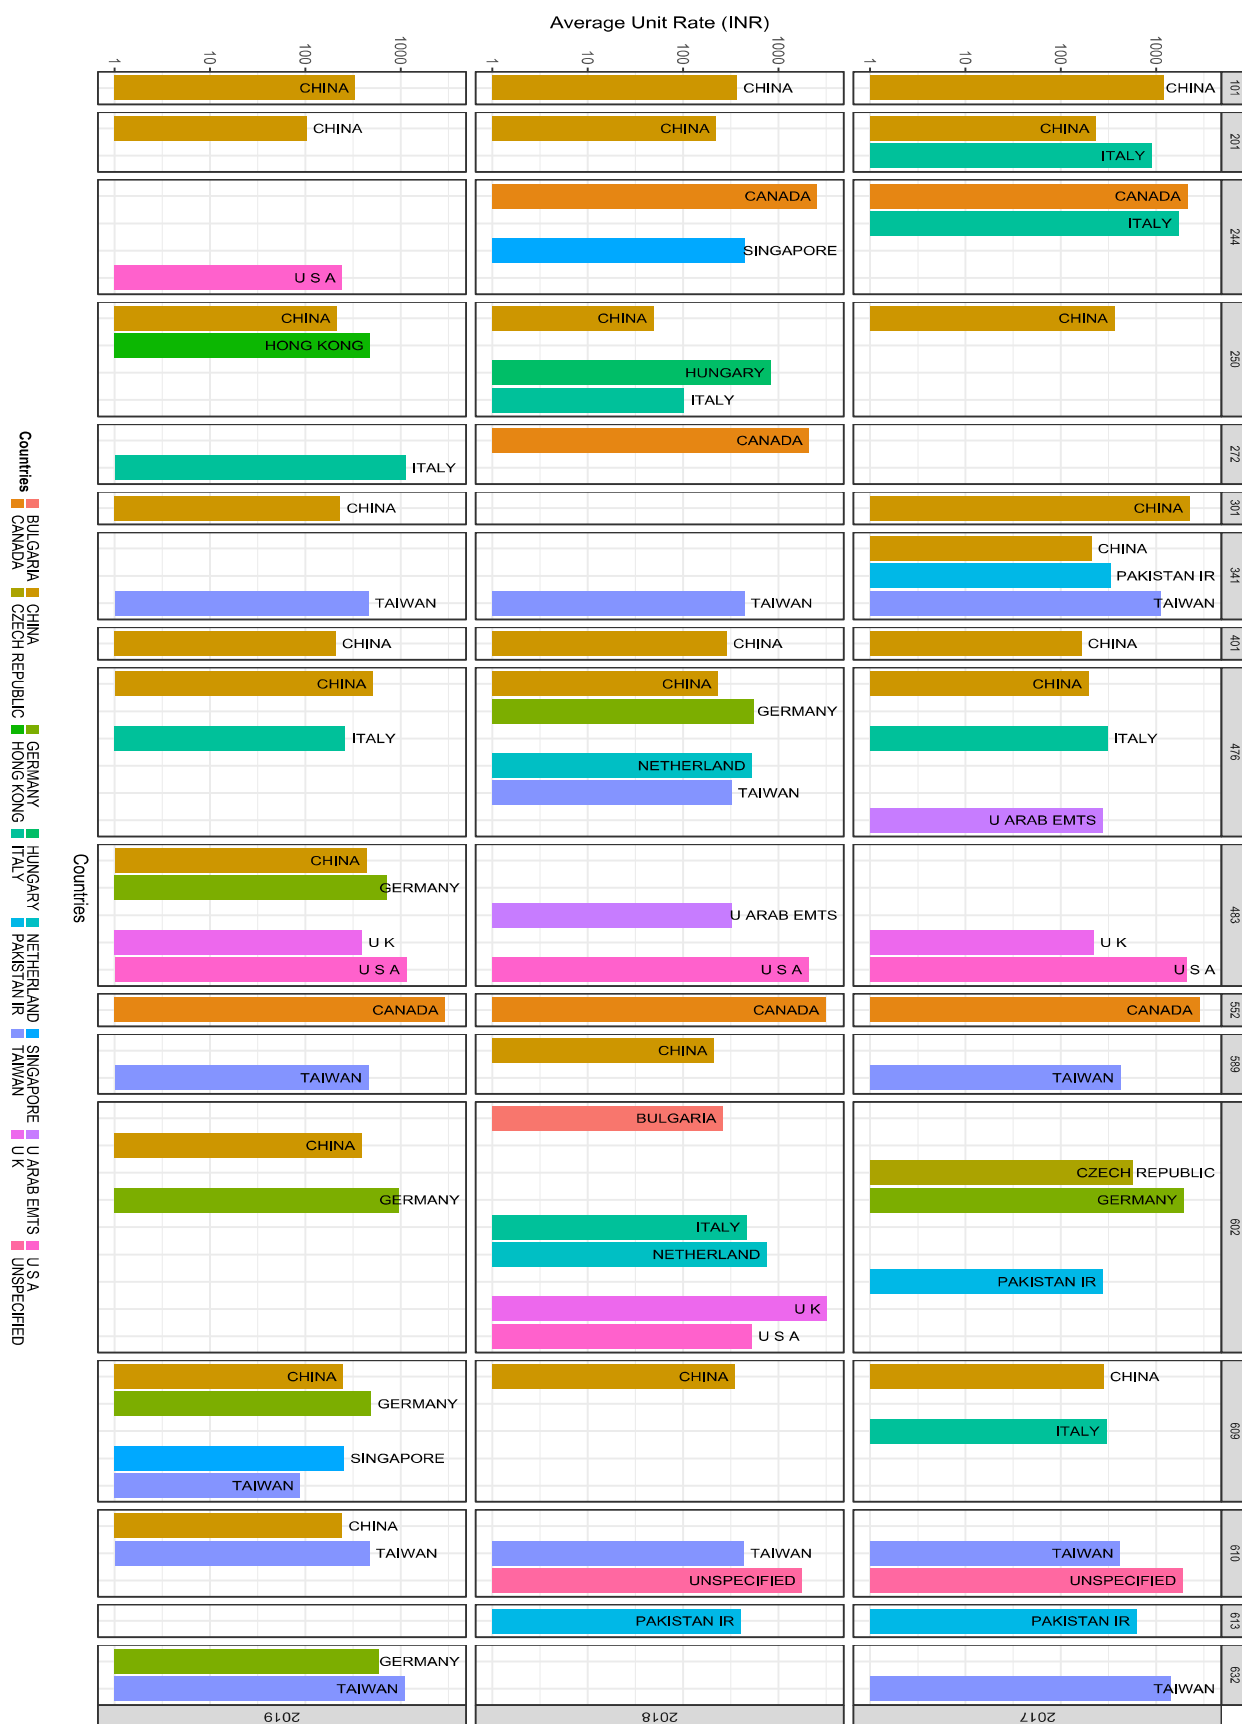 Average Unit Rate (INR)
1 10 100 1000
1 10 100 1000
1 10 100 1000
CHINA CHINA CHINA 101
CHINA CHINA CHINA 201
ITALY
CANADA CANADA
ITALY
SINGAPORE
U S A
244
CHINA CHINA CHINA
HONG KONG
HUNGARY
ITALY
250
CANADA
ITALY
272
CHINA CHINA 301
CHINA
PAKISTAN IR
TAIWAN TAIWAN TAIWAN
341
CHINA CHINA CHINA 401
CHINA CHINA CHINA
GERMANY
ITALY ITALY
NETHERLAND
TAIWAN
U ARAB EMTS
476
CHINA
GERMANY
U ARAB EMTS
U K U K
U S A U S A U S A
483
CANADA CANADA CANADA 552
CHINA
TAIWAN TAIWAN
589
BULGARIA
CHINA
CZECH REPUBLIC
GERMANY GERMANY
ITALY
NETHERLAND
PAKISTAN IR
U K
U S A
602
CHINA CHINA CHINA
GERMANY
ITALY
SINGAPORE
TAIWAN
609
CHINA
TAIWAN TAIWAN TAIWAN
UNSPECIFIED UNSPECIFIED
610
PAKISTAN IR PAKISTAN IR 613
GERMANY
TAIWAN TAIWAN
632
2019 2018 2017
Countries
Countries
BULGARIA CHINA GERMANY HUNGARY NETHERLAND SINGAPORE U ARAB EMTS U S A
CANADA CZECH REPUBLIC HONG KONG ITALY PAKISTAN IR TAIWAN U K UNSPECIFIED